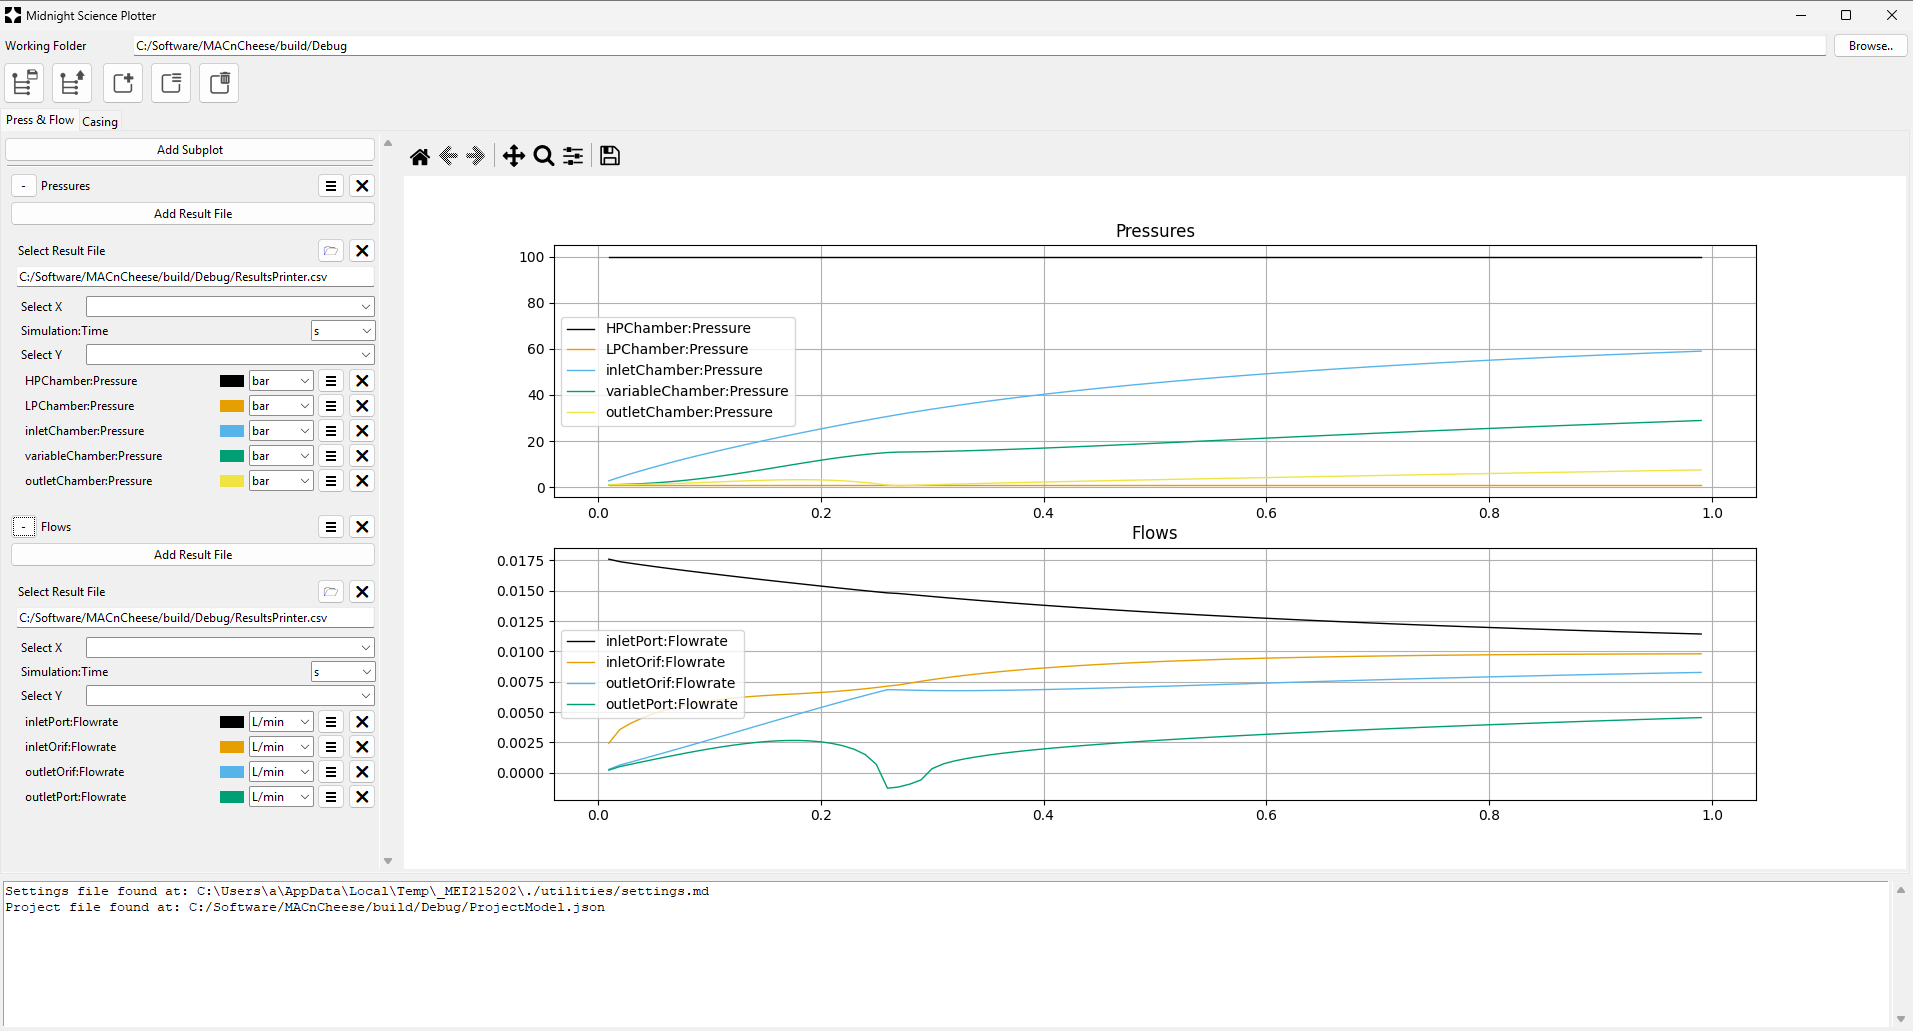 Midnight Science Plotter
Working Folder C:/Software/MACnCheese/build/Debug Browse..
Press & Flow Casing
Add Subplot
- Pressures
Add Result File
Select Result File
C:/Software/MACnCheese/build/Debug/ResultsPrinter.csv
Select X
Simulation:Time s
Select Y
HPChamber:Pressure bar
LPChamber:Pressure bar
inletChamber:Pressure bar
variableChamber:Pressure bar
outletChamber:Pressure bar
- Flows
Add Result File
Select Result File
C:/Software/MACnCheese/build/Debug/ResultsPrinter.csv
Select X
Simulation:Time s
Select Y
inletPort:Flowrate L/min
inletOrif:Flowrate L/min
outletOrif:Flowrate L/min
outletPort:Flowrate L/min
Pressures
100
80
60
40
20
0
HPChamber:Pressure
LPChamber:Pressure
inletChamber:Pressure
variableChamber:Pressure
outletChamber:Pressure
0.0 0.2 0.4 0.6 0.8 1.0
Flows
0.0175
0.0150
0.0125
0.0100
0.0075
0.0050
0.0025
0.0000
inletPort:Flowrate
inletOrif:Flowrate
outletOrif:Flowrate
outletPort:Flowrate
0.0 0.2 0.4 0.6 0.8 1.0
Settings file found at: C:\Users\a\AppData\Local\Temp\_MEI215202\./utilities/settings.md
Project file found at: C:/Software/MACnCheese/build/Debug/ProjectModel.json